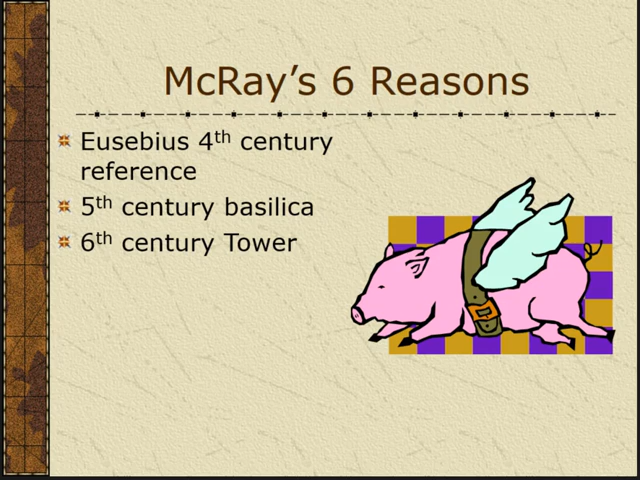 McRay’s 6 Reasons
Eusebius 4th century
reference
5th century basilica
6th century Tower